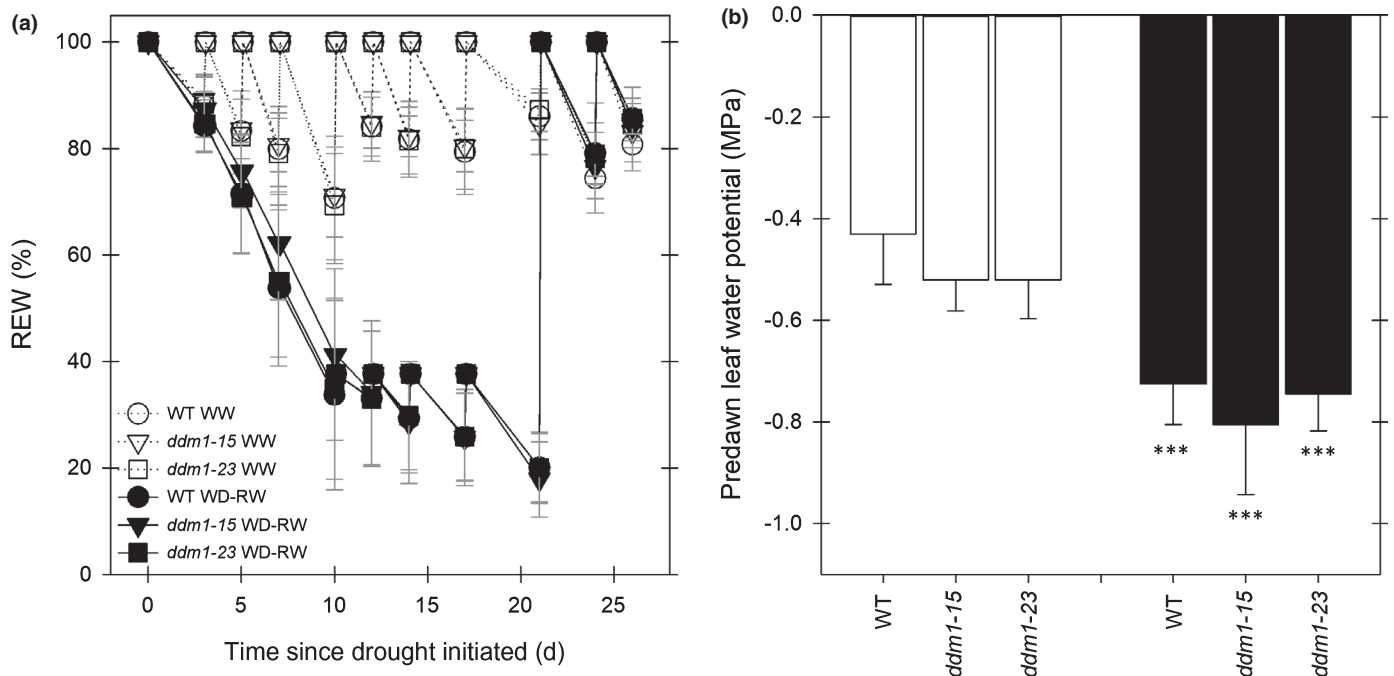 (a)
100
80
60
40
20
0
REW (%)
WT WW
ddm1-15 WW
ddm1-23 WW
WT WD-RW
ddm1-15 WD-RW
ddm1-23 WD-RW
0 5 10 15 20 25
Time since drought initiated (d)
(b)
0.0
-0.2
-0.4
-0.6
-0.8
-1.0
Predawn leaf water potential (MPa)
*** *** ***
WT ddm1-15 ddm1-23 WT ddm1-15 ddm1-23